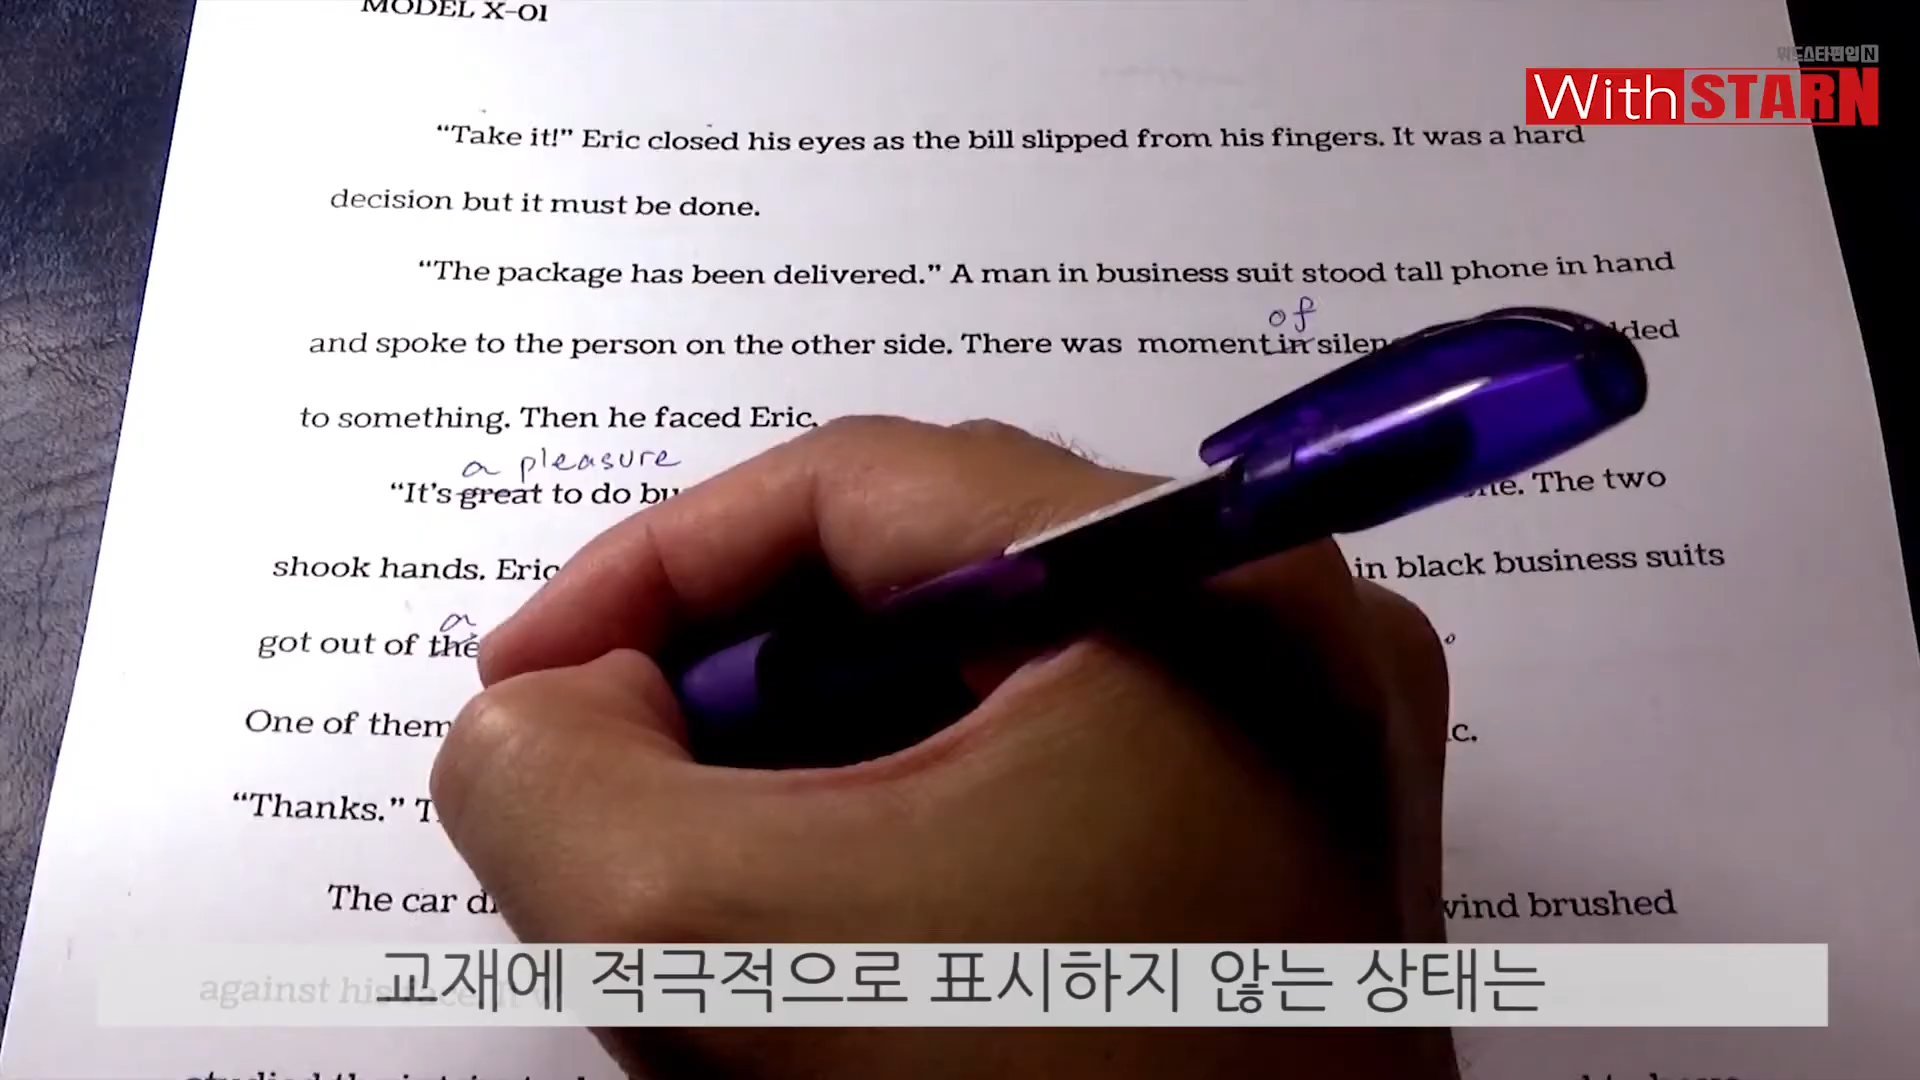 MODEL X-01
위드스타편입N
With STARN
“Take it!” Eric closed his eyes as the bill slipped from his fingers. It was a hard
decision but it must be done.
“The package has been delivered.” A man in business suit stood tall phone in hand
of
and spoke to the person on the other side. There was moment in
to something. Then he faced Eric.
a pleasure
“It’s great to do
The two
shook hands. Eric
in black business suits
a
got out of the
One of them
“Thanks.”
The car
wind brushed
against his
교재에 적극적으로 표시하지 않는 상태는